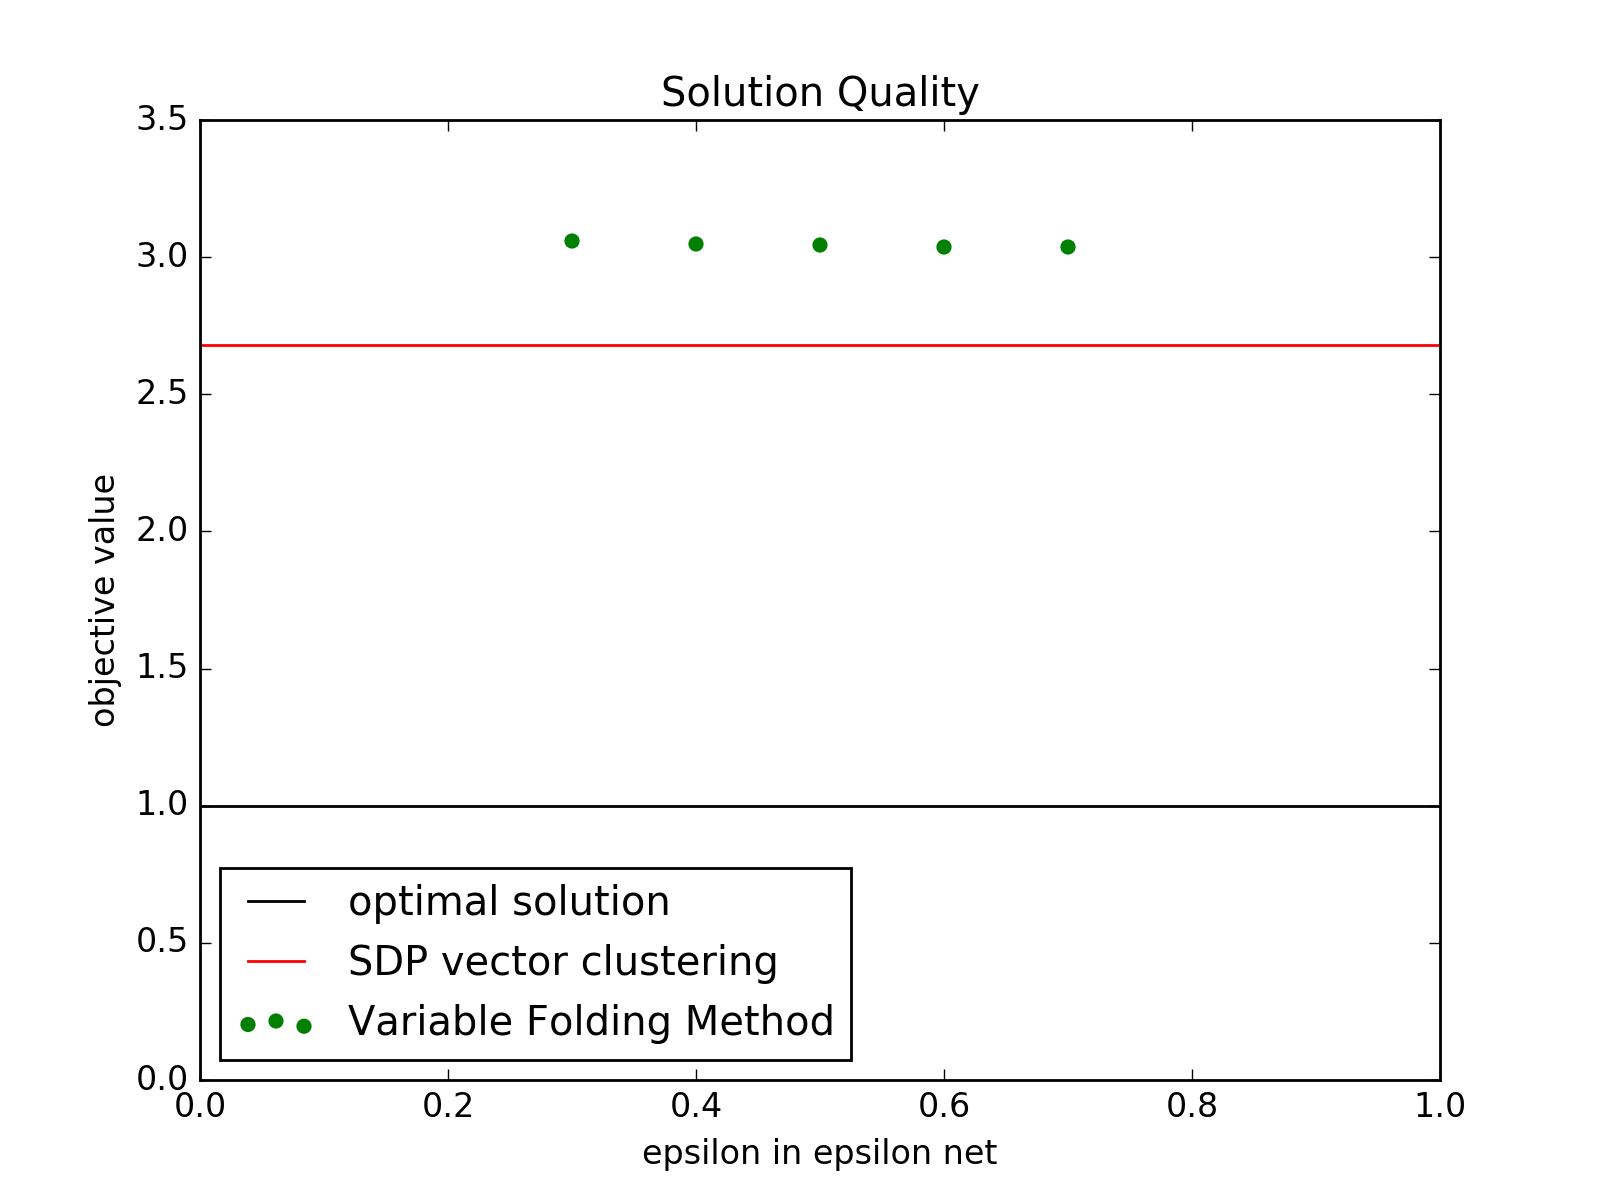 Solution Quality
3.5
3.0
2.5
2.0
1.5
1.0
0.5
0.0
objective value
optimal solution
SDP vector clustering
Variable Folding Method
0.0 0.2 0.4 0.6 0.8 1.0
epsilon in epsilon net